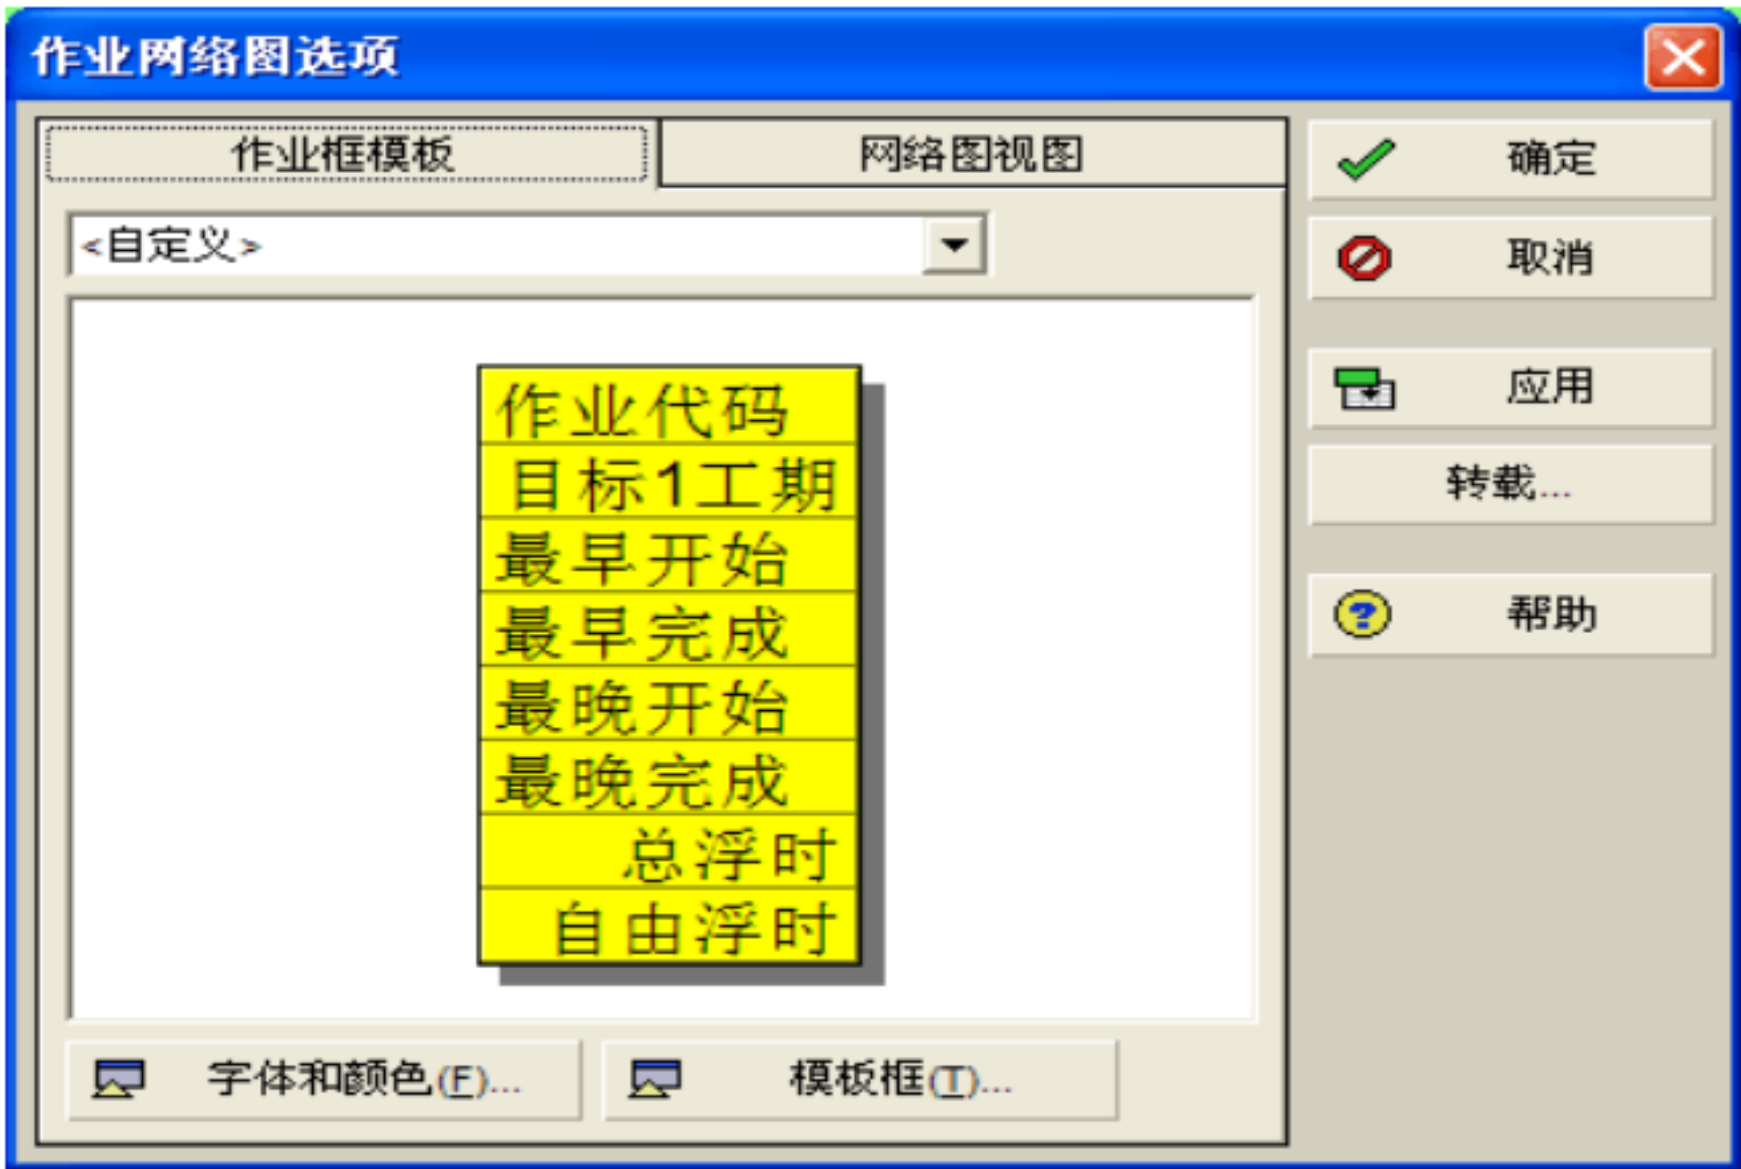 作业网络图选项
作业框模板
网络图视图
<自定义>
作业代码
目标1工期
最早开始
最早完成
最晚开始
最晚完成
总浮时
自由浮时
字体和颜色(F)...
模板框(T)...
确定
取消
应用
转载...
帮助